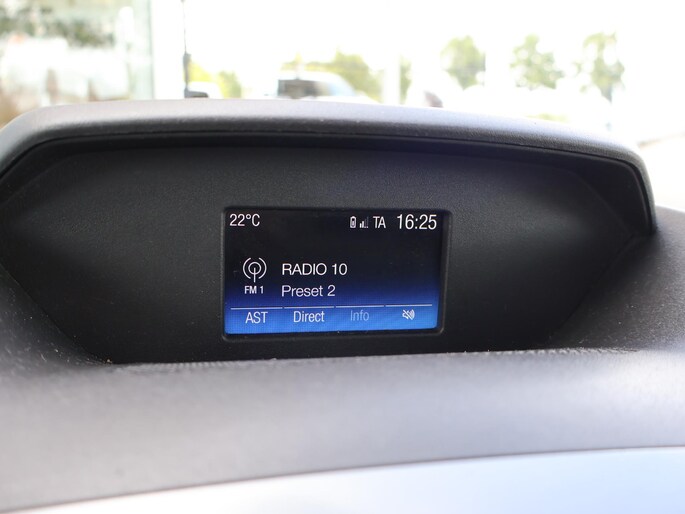 22°C TA 16:25
RADIO 10
FM 1 Preset 2
AST Direct Info